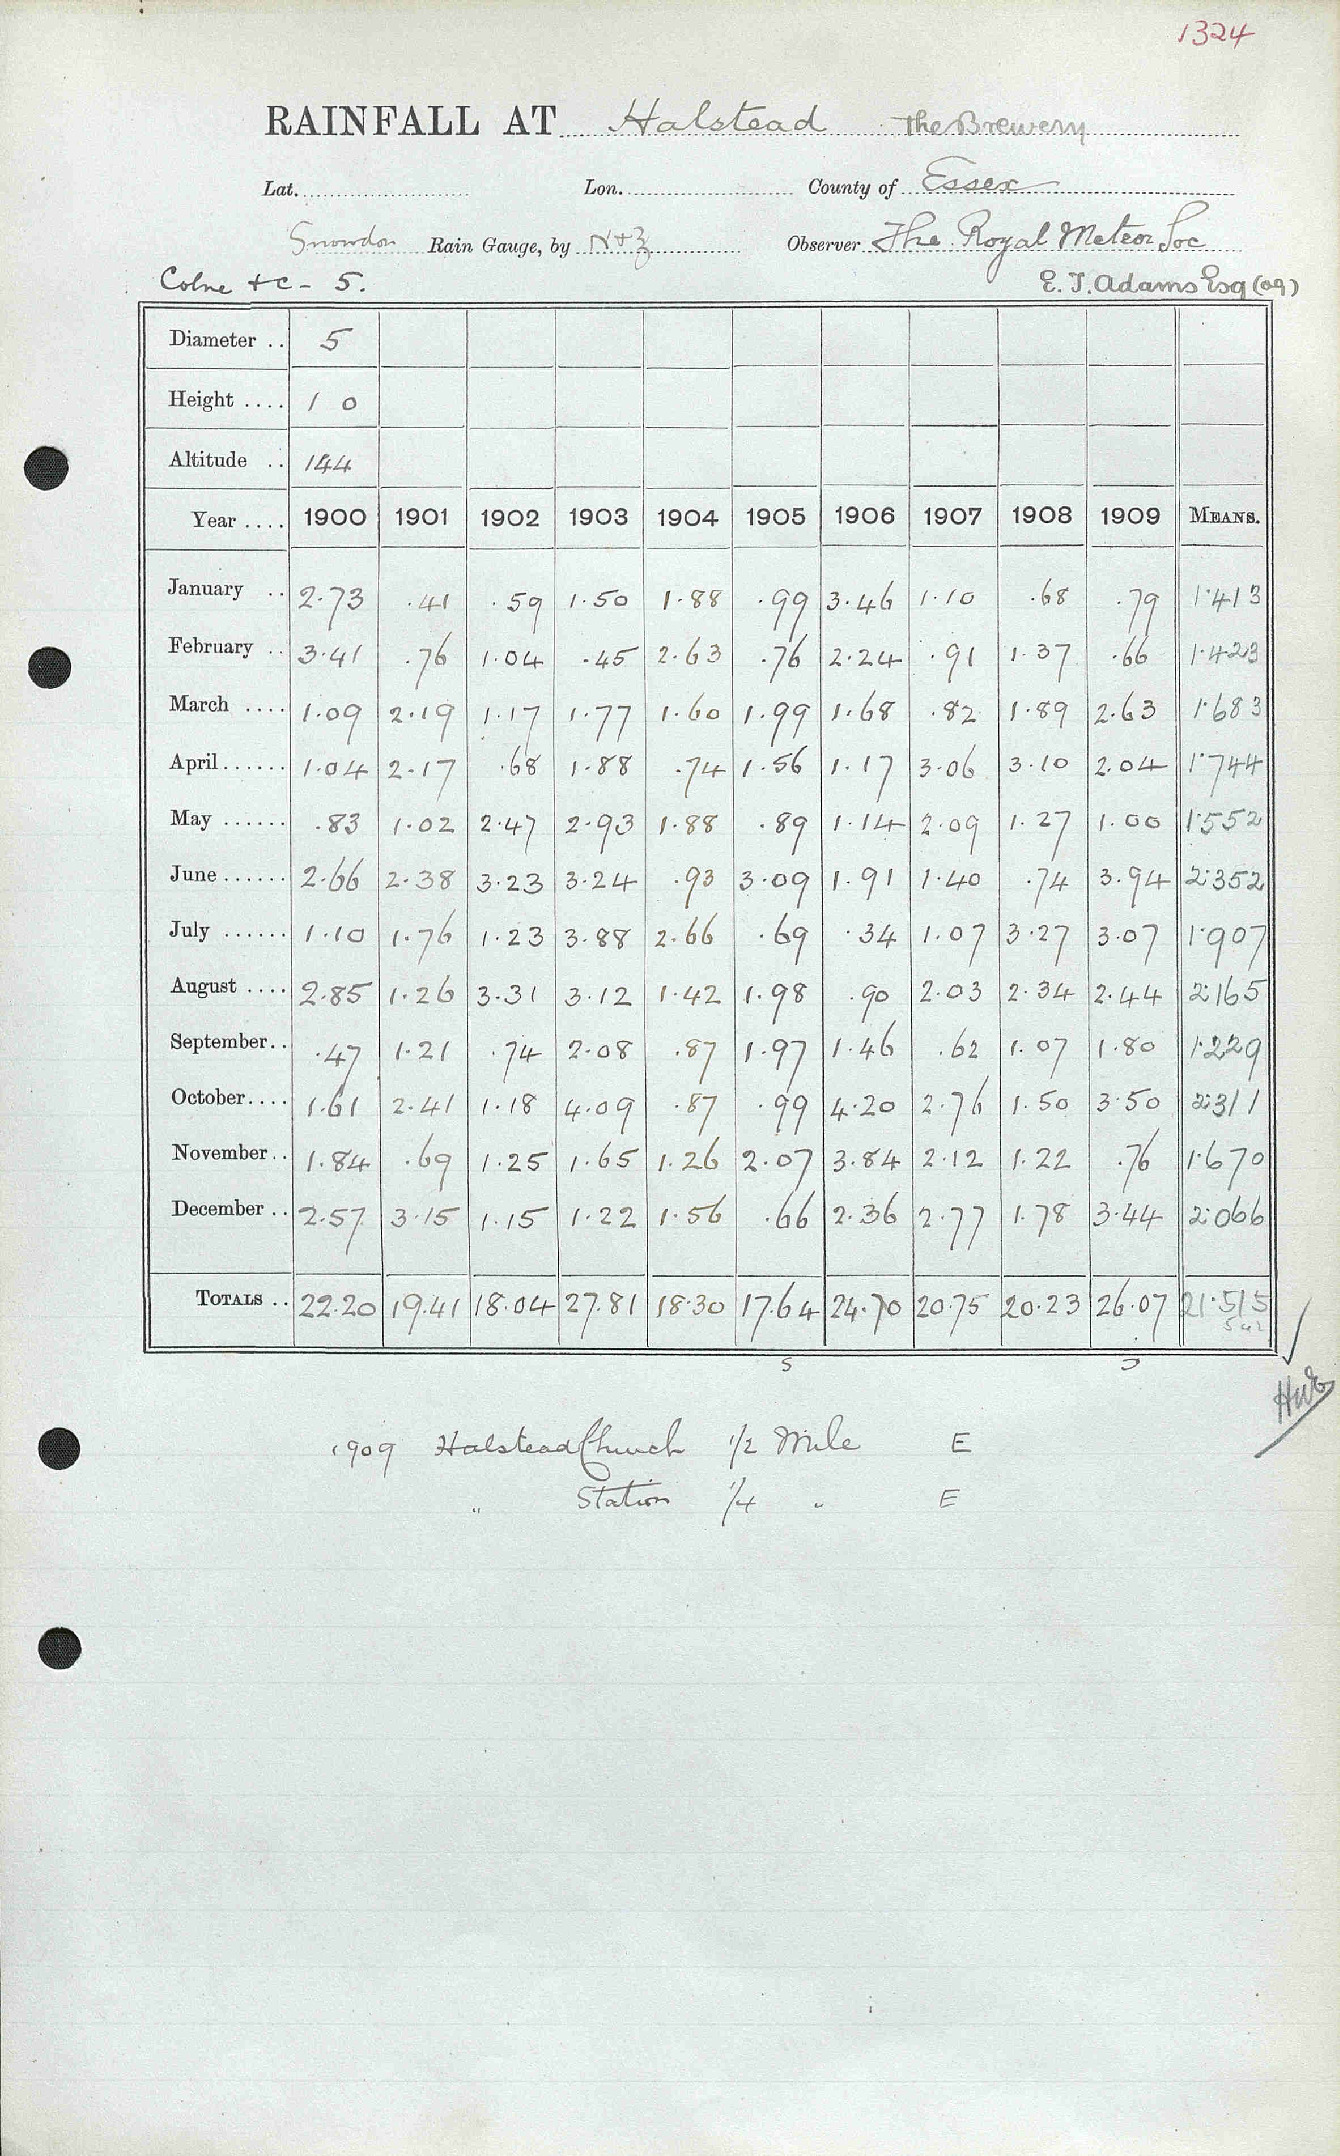 1324
RAINFALL AT Halstead The Brewery
Lat. Lon. County of Essex
Snowdon Rain Gauge, by N+Z Observer The Royal Meteor Soc
Colne +c - 5. E. T. Adams Esq (09)
Diameter .. 5
Height .... 1 0
Altitude .. 144
Year .... 1900 1901 1902 1903 1904 1905 1906 1907 1908 1909 MEANS.
January .. 2.73 .41 .59 1.50 1.88 .99 3.46 1.10 .68 .79 1.413
February .. 3.41 .76 1.04 .45 2.63 .76 2.24 .91 1.37 .66 1.423
March .... 1.09 2.19 1.17 1.77 1.60 1.99 1.68 .82 1.89 2.63 1.683
April...... 1.04 2.17 .68 1.88 .74 1.56 1.17 3.06 3.10 2.04 1.744
May ...... .83 1.02 2.47 2.93 1.88 .89 1.14 2.09 1.27 1.00 1.552
June ...... 2.66 2.38 3.23 3.24 .93 3.09 1.91 1.40 .74 3.94 2.352
July ...... 1.10 1.76 1.23 3.88 2.66 .69 .34 1.07 3.27 3.07 1.907
August .... 2.85 1.26 3.31 3.12 1.42 1.98 .90 2.03 2.34 2.44 2.165
September.. .47 1.21 .74 2.08 .87 1.97 1.46 .62 1.07 1.80 1.229
October.... 1.61 2.41 1.18 4.09 .87 .99 4.20 2.76 1.50 3.50 2.311
November.. 1.84 .69 1.25 1.65 1.26 2.07 3.84 2.12 1.22 .76 1.670
December .. 2.57 3.15 1.15 1.22 1.56 .66 2.36 2.77 1.78 3.44 2.066
TOTALS .. 22.20 19.41 18.04 27.81 18.30 17.64 24.70 20.75 20.23 26.07 21.515
S
1909 Halstead Church 1/2 Mile E
" Station 1/4 " E